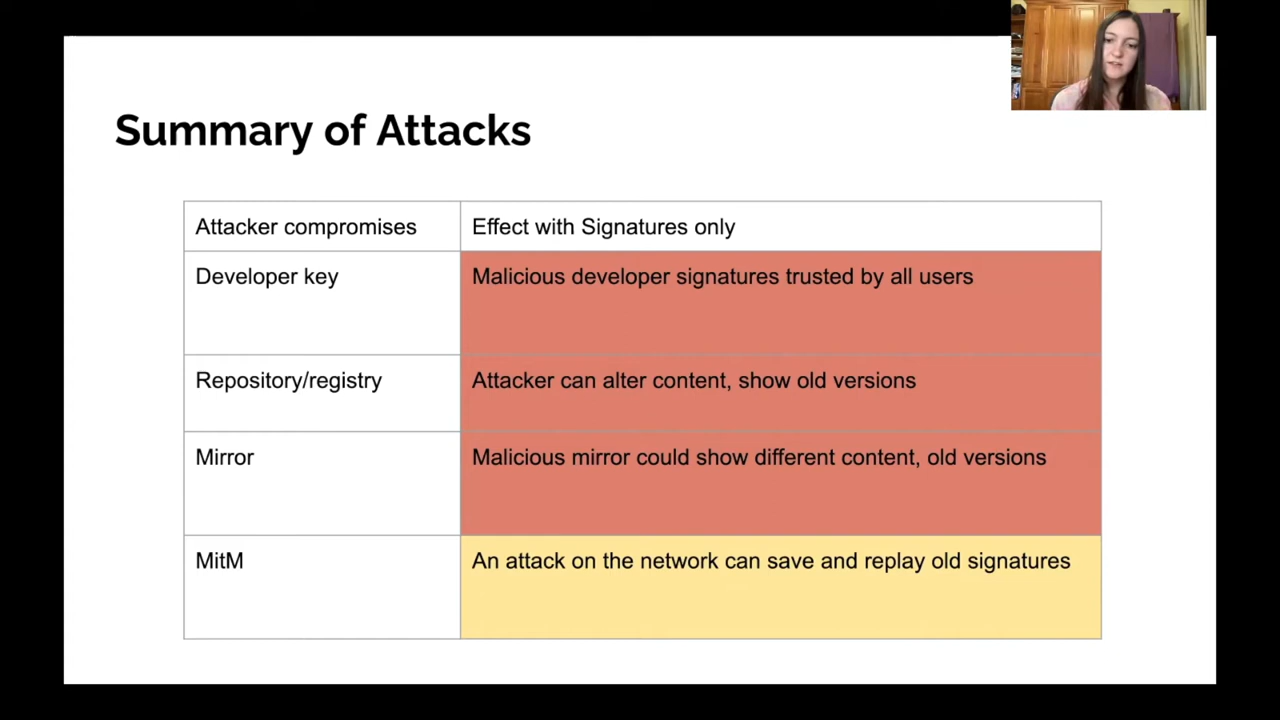 Summary of Attacks
Attacker compromises
Effect with Signatures only
Developer key
Malicious developer signatures trusted by all users
Repository/registry
Attacker can alter content, show old versions
Mirror
Malicious mirror could show different content, old versions
MitM
An attack on the network can save and replay old signatures